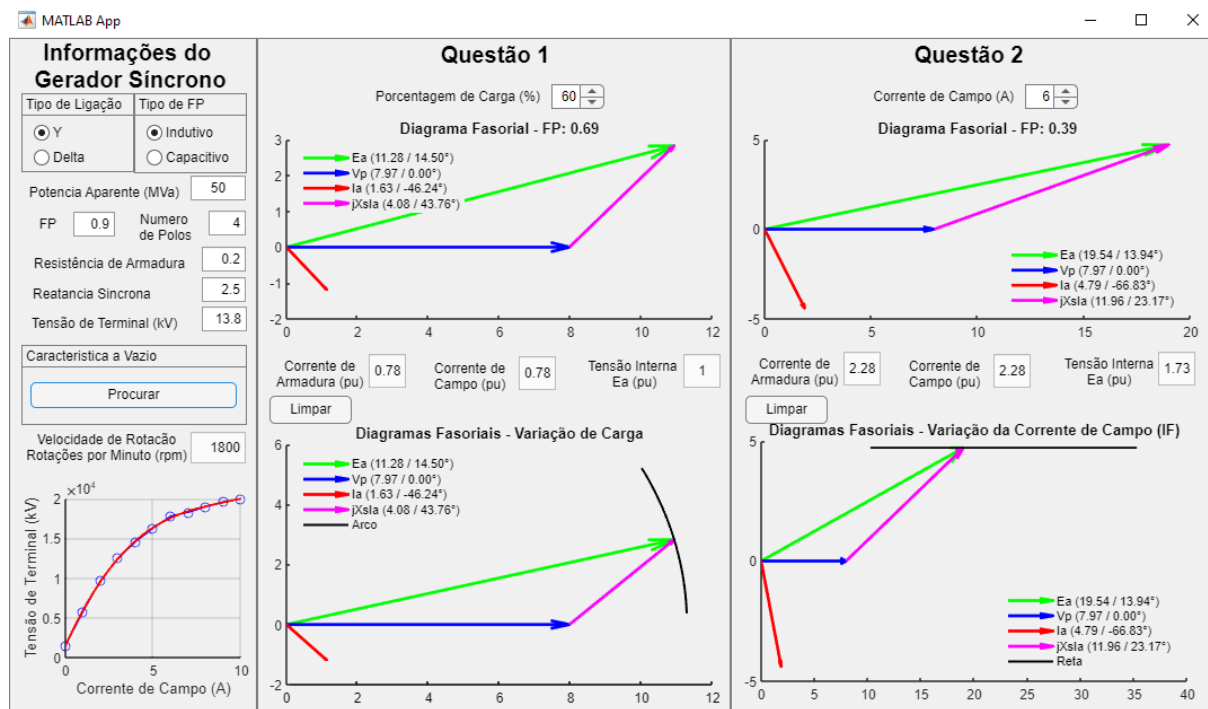 MATLAB App
Informações do
Gerador Síncrono
Tipo de Ligação
Tipo de FP
Y
Indutivo
Delta
Capacitivo
Potencia Aparente (MVa) 50
FP 0.9 Numero de Polos 4
Resistência de Armadura 0.2
Reatancia Sincrona 2.5
Tensão de Terminal (kV) 13.8
Caracteristica a Vazio
Procurar
Velocidade de Rotacão
Rotações por Minuto (rpm) 1800
×10⁴
2
1.5
1
0.5
0
Tensão de Terminal (kV)
0 5 10
Corrente de Campo (A)
Questão 1
Porcentagem de Carga (%) 60
Diagrama Fasorial - FP: 0.69
Ea (11.28 / 14.50°)
Vp (7.97 / 0.00°)
Ia (1.63 / -46.24°)
jXsIa (4.08 / 43.76°)
3
2
1
0
-1
-2
0 2 4 6 8 10 12
Corrente de
Armadura (pu) 0.78
Corrente de
Campo (pu) 0.78
Tensão Interna
Ea (pu) 1
Limpar
Diagramas Fasoriais - Variação de Carga
Ea (11.28 / 14.50°)
Vp (7.97 / 0.00°)
Ia (1.63 / -46.24°)
jXsIa (4.08 / 43.76°)
Arco
6
4
2
0
-2
0 2 4 6 8 10 12
Questão 2
Corrente de Campo (A) 6
Diagrama Fasorial - FP: 0.39
5
0
-5
Ea (19.54 / 13.94°)
Vp (7.97 / 0.00°)
Ia (4.79 / -66.83°)
jXsIa (11.96 / 23.17°)
0 5 10 15 20
Corrente de
Armadura (pu) 2.28
Corrente de
Campo (pu) 2.28
Tensão Interna
Ea (pu) 1.73
Limpar
Diagramas Fasoriais - Variação da Corrente de Campo (IF)
5
0
-5
Ea (19.54 / 13.94°)
Vp (7.97 / 0.00°)
Ia (4.79 / -66.83°)
jXsIa (11.96 / 23.17°)
Reta
0 5 10 15 20 25 30 35 40